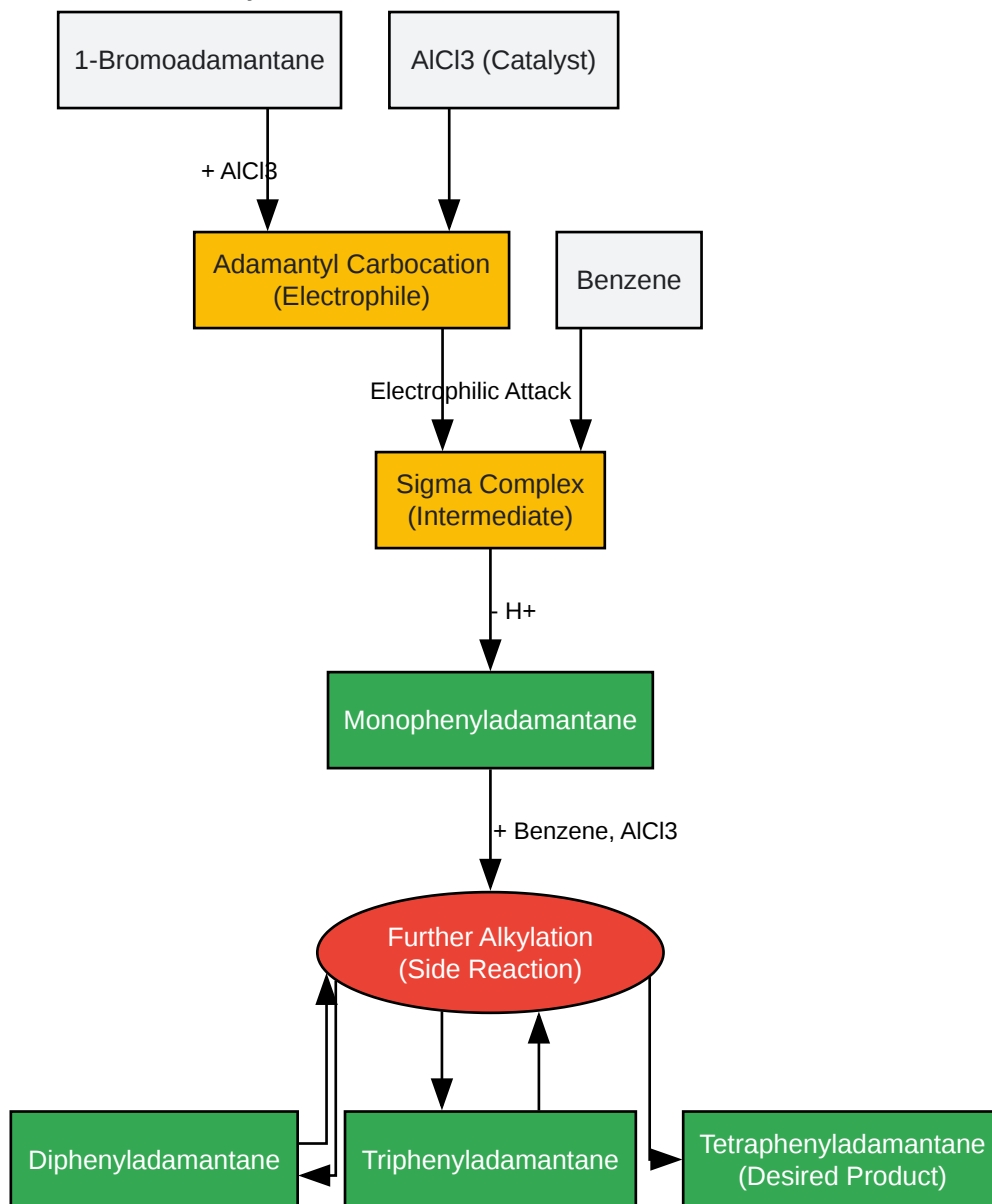 1-Bromoadamantane
AlCl3 (Catalyst)
+ AlCl3
Adamantyl Carbocation
(Electrophile)
Benzene
Electrophilic Attack
Sigma Complex
(Intermediate)
- H+
Monophenyladamantane
+ Benzene, AlCl3
Further Alkylation
(Side Reaction)
Diphenyladamantane
Triphenyladamantane
Tetraphenyladamantane
(Desired Product)